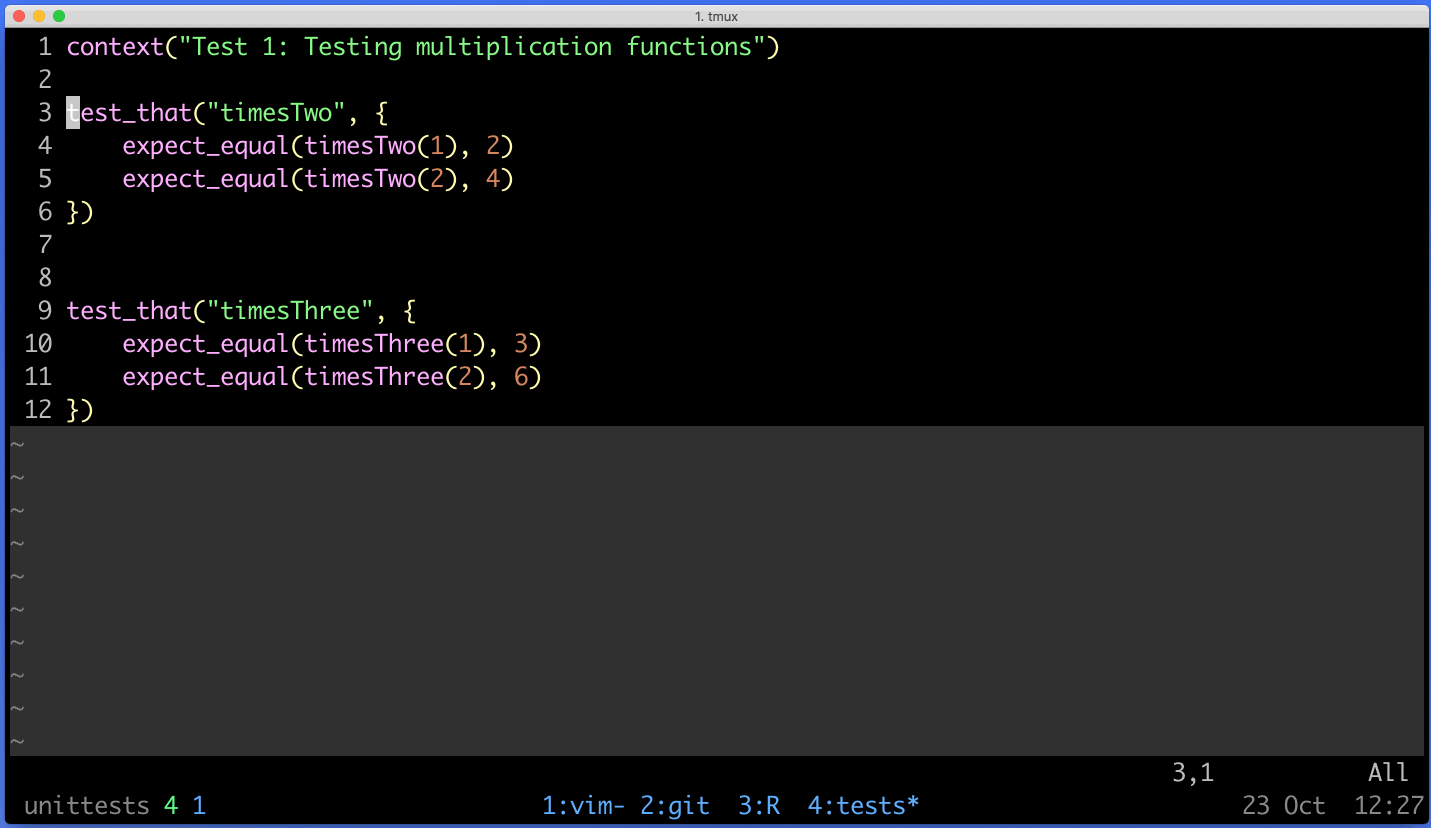 1. tmux
1 context("Test 1: Testing multiplication functions")
2
3 test_that("timesTwo", {
4     expect_equal(timesTwo(1), 2)
5     expect_equal(timesTwo(2), 4)
6 })
7
8
9 test_that("timesThree", {
10     expect_equal(timesThree(1), 3)
11     expect_equal(timesThree(2), 6)
12 })
~
~
~
~
~
~
~
~
~
~
3,1 All
unittests 4 1 1:vim- 2:git 3:R 4:tests* 23 Oct 12:27